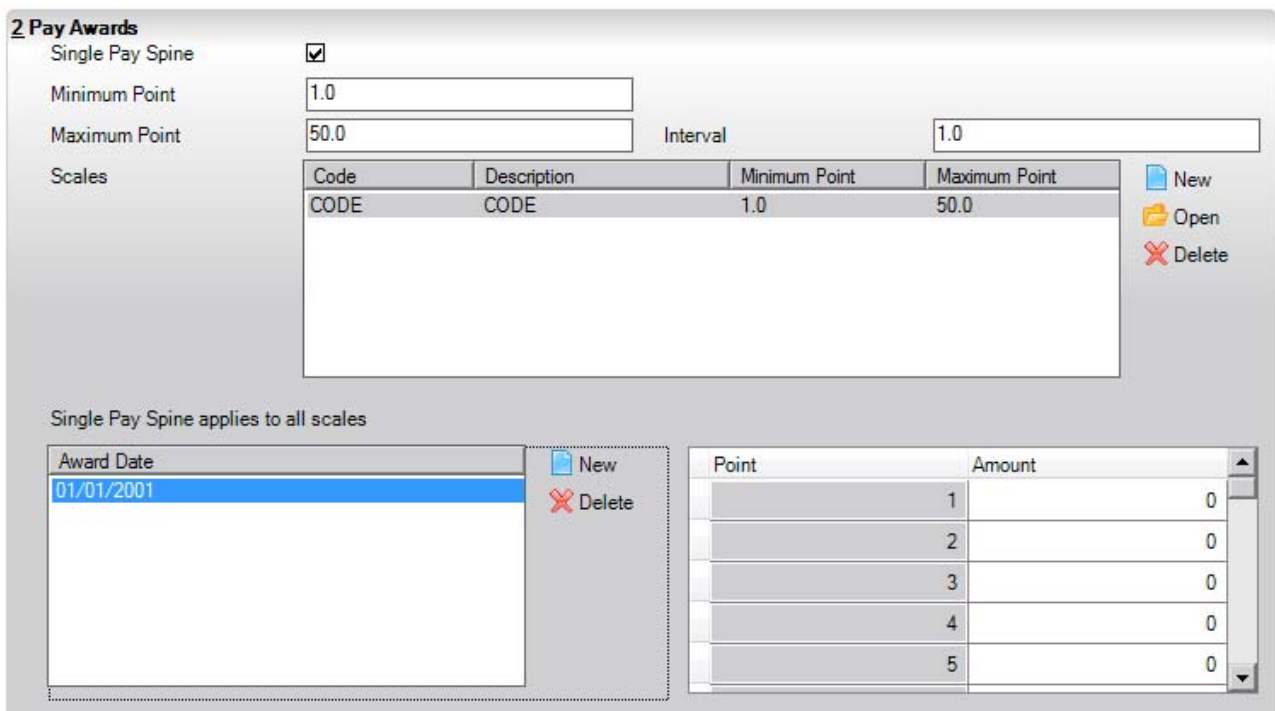 2 Pay Awards
Single Pay Spine
Minimum Point 1.0
Maximum Point 50.0 Interval 1.0
Scales Code Description Minimum Point Maximum Point New
CODE CODE 1.0 50.0
Open
Delete
Single Pay Spine applies to all scales
Award Date New Point Amount
01/01/2001 1 0
Delete
2 0
3 0
4 0
5 0